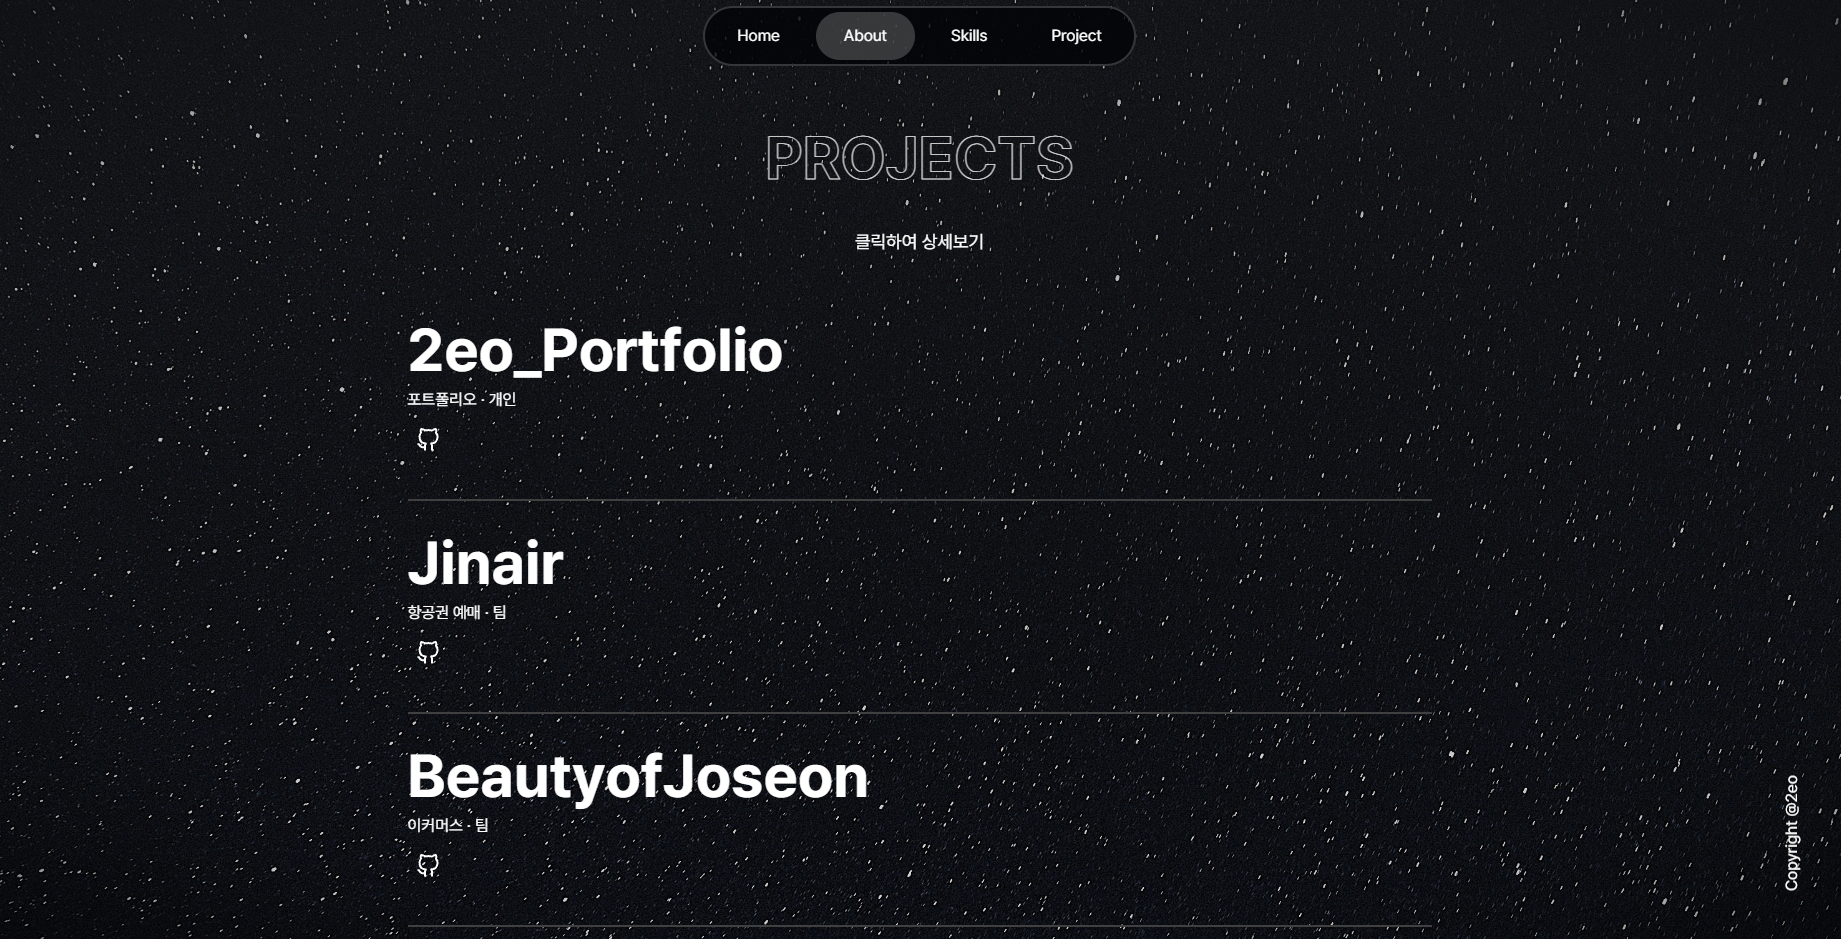 Home About Skills Project
PROJECTS
클릭하여 상세보기
2eo_Portfolio
포트폴리오 · 개인
Jinair
항공권 예매 · 팀
BeautyofJoseon
이커머스 · 팀
Copyright @2eo